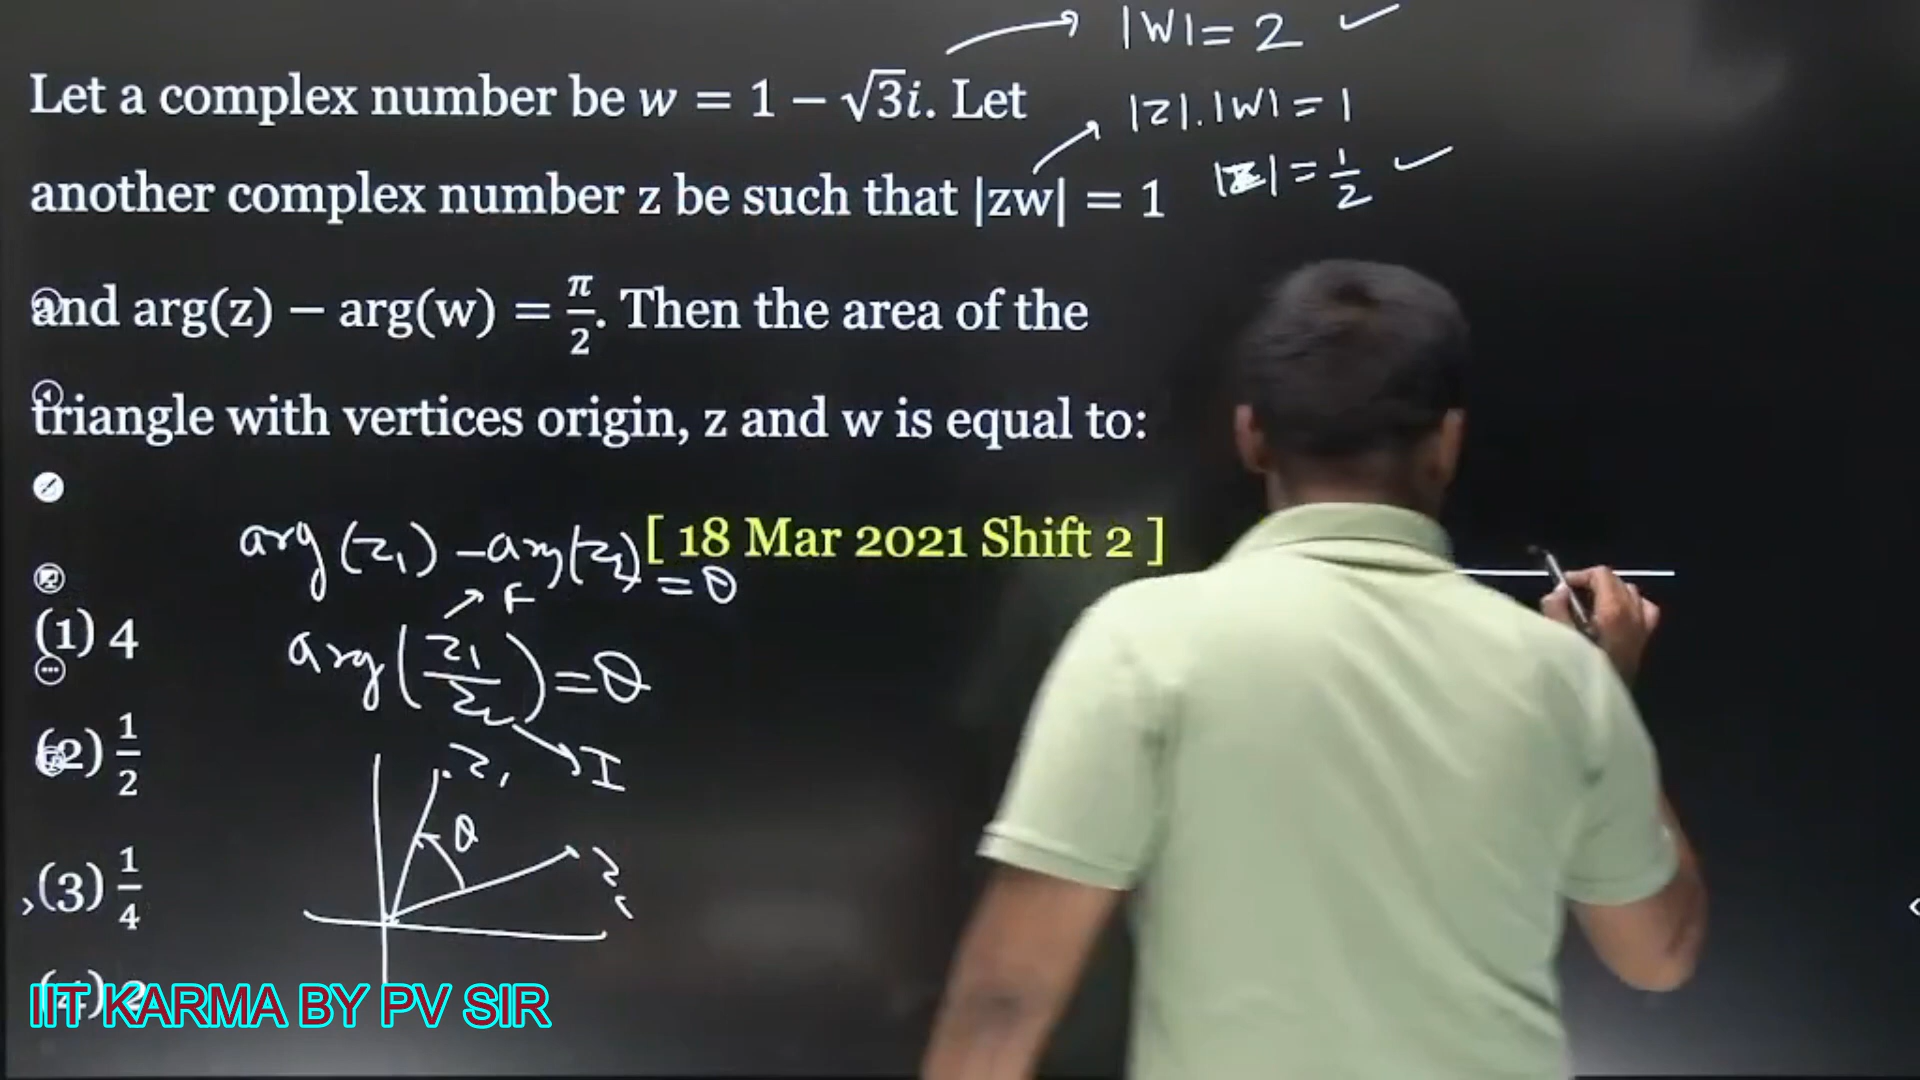 |W| = 2 ✓
Let a complex number be w = 1 − √3i. Let
|z|.|W| = 1
another complex number z be such that |zw| = 1
|z| = 1/2 ✓
and arg(z) − arg(w) = π/2. Then the area of the
triangle with vertices origin, z and w is equal to:
[ 18 Mar 2021 Shift 2 ]
arg(z₁) − arg(z₂) = θ
F
(1) 4
arg(z₁/z₂) = θ
I
(2) 1/2
z₁
θ
z₂
(3) 1/4
(4) 2
IIT KARMA BY PV SIR